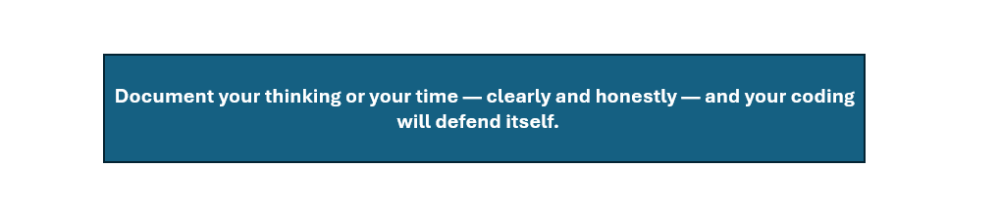 Document your thinking or your time — clearly and honestly — and your coding
will defend itself.